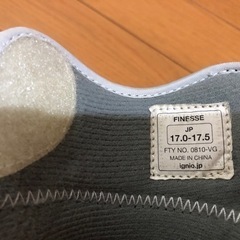 FINESSE
JP
17.0-17.5
FTY NO. 0810-VG
MADE IN CHINA
ignio.jp